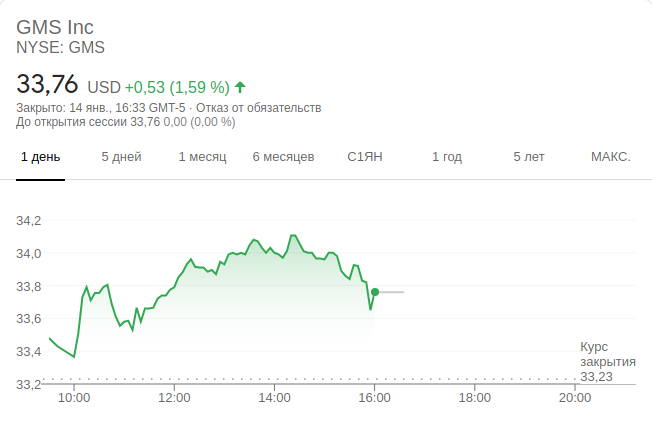 GMS Inc
NYSE: GMS
33,76 USD +0,53 (1,59 %)
Закрыто: 14 янв., 16:33 GMT-5 · Отказ от обязательств
До открытия сессии 33,76 0,00 (0,00 %)
1 день 5 дней 1 месяц 6 месяцев С1ЯН 1 год 5 лет МАКС.
34,2
34,0
33,8
33,6
33,4
33,2
Курс
закрытия
33,23
10:00 12:00 14:00 16:00 18:00 20:00